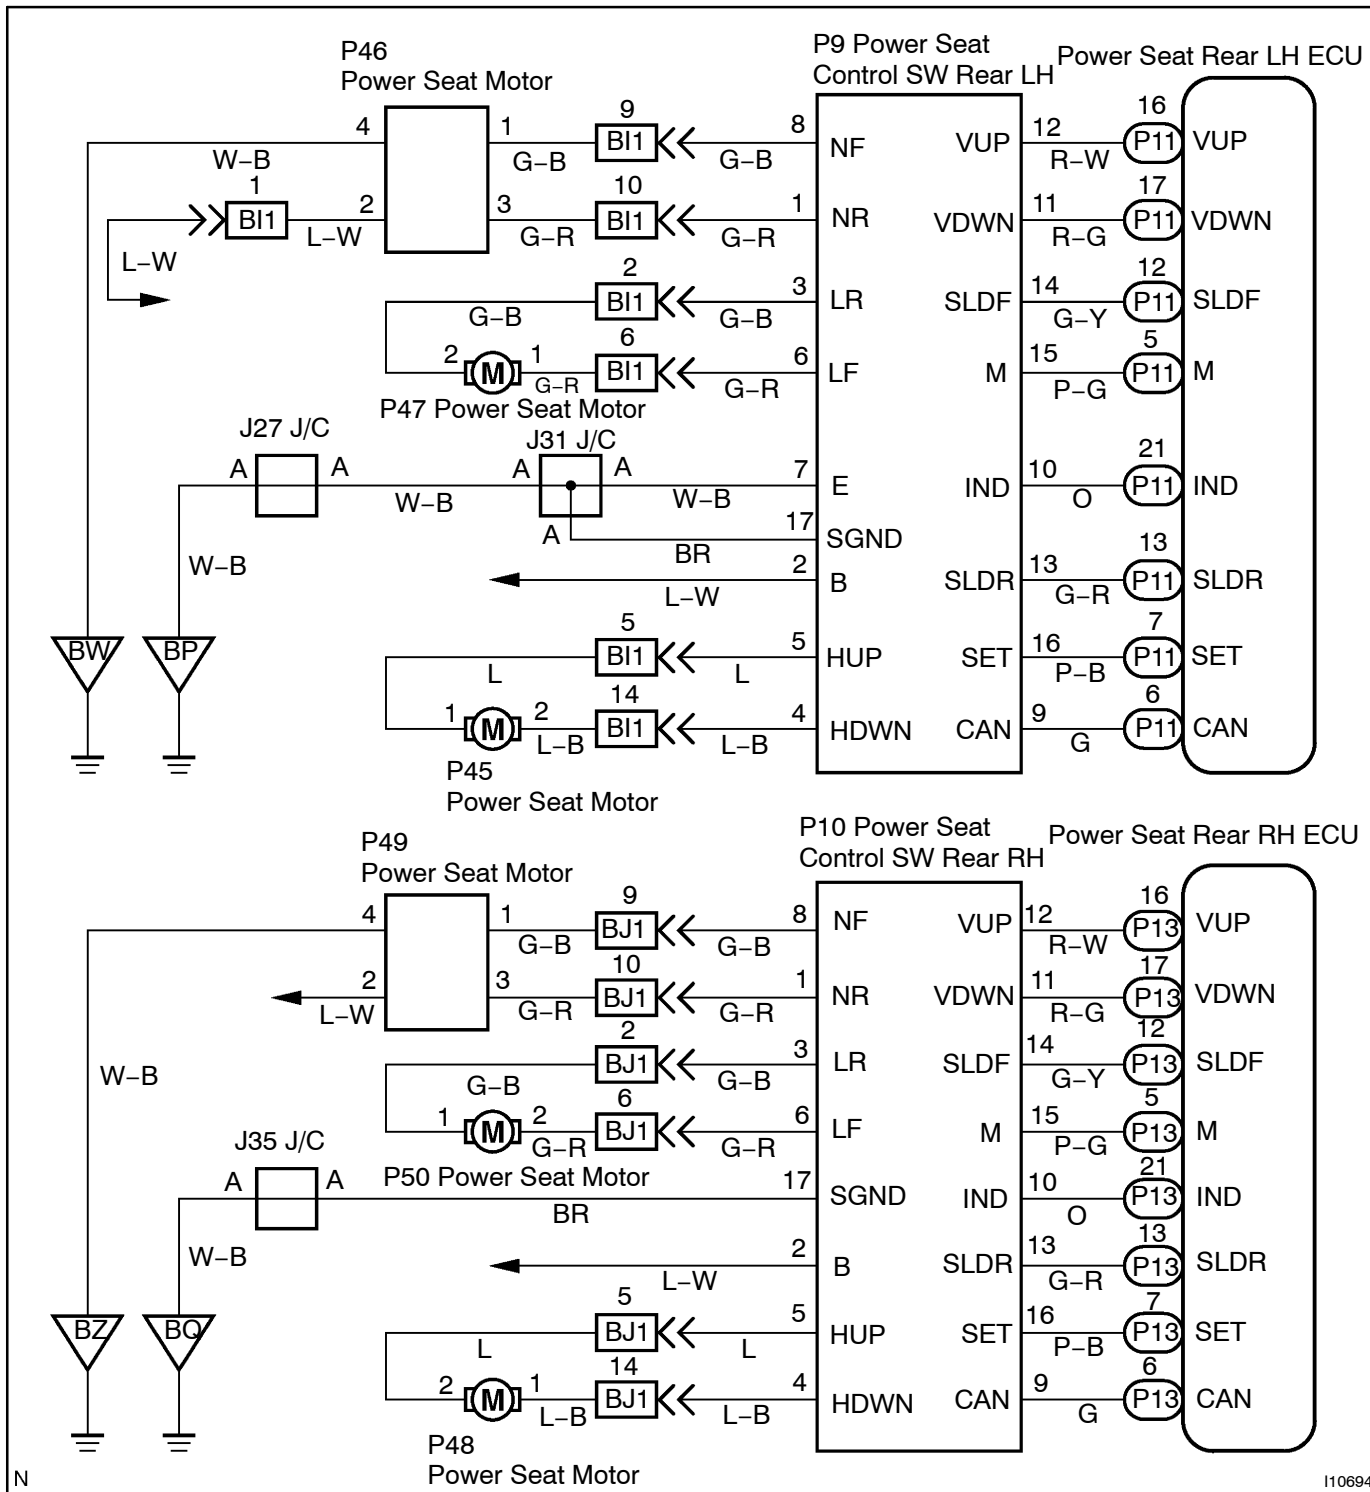 P46
Power Seat Motor
P9 Power Seat
Control SW Rear LH
Power Seat Rear LH ECU
4
W–B
1
G–B
9
BI1
G–B
8
NF
VUP
12
R–W
16
P11
VUP
1
BI1
L–W
2
3
G–R
10
BI1
G–R
1
NR
VDWN
11
R–G
17
P11
VDWN
L–W
G–B
2
BI1
G–B
3
LR
SLDF
14
G–Y
12
P11
SLDF
2
M
1
G–R
6
BI1
G–R
6
LF
M
15
P–G
5
P11
M
P47 Power Seat Motor
J27 J/C
J31 J/C
A
A
W–B
A
A
W–B
7
E
IND
10
O
21
P11
IND
A
BR
17
SGND
W–B
L–W
2
B
SLDR
13
G–R
13
P11
SLDR
BW
BP
L
5
BI1
L
5
HUP
SET
16
P–B
7
P11
SET
1
M
2
L–B
14
BI1
L–B
4
HDWN
CAN
9
G
6
P11
CAN
P45
Power Seat Motor
P49
Power Seat Motor
P10 Power Seat
Control SW Rear RH
Power Seat Rear RH ECU
4
1
G–B
9
BJ1
G–B
8
NF
VUP
12
R–W
16
P13
VUP
2
L–W
3
G–R
10
BJ1
G–R
1
NR
VDWN
11
R–G
17
P13
VDWN
W–B
G–B
2
BJ1
G–B
3
LR
SLDF
14
G–Y
12
P13
SLDF
1
M
2
G–R
6
BJ1
G–R
6
LF
M
15
P–G
5
P13
M
P50 Power Seat Motor
J35 J/C
A
A
BR
17
SGND
IND
10
O
21
P13
IND
W–B
L–W
2
B
SLDR
13
G–R
13
P13
SLDR
BZ
BQ
L
5
BJ1
L
5
HUP
SET
16
P–B
7
P13
SET
2
M
1
L–B
14
BJ1
L–B
4
HDWN
CAN
9
G
6
P13
CAN
P48
Power Seat Motor
N
I10694